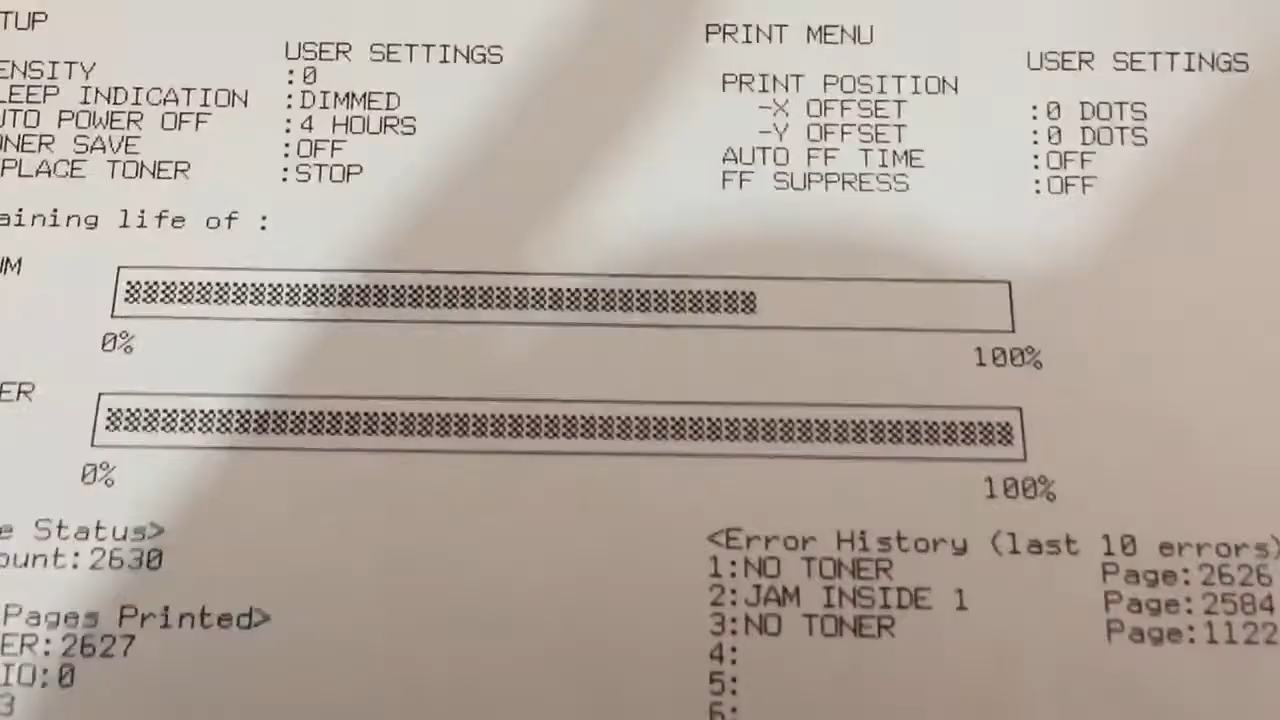 TUP
USER SETTINGS
ENSITY :0
LEEP INDICATION :DIMMED
UTO POWER OFF :4 HOURS
ONER SAVE :OFF
PLACE TONER :STOP
PRINT MENU
USER SETTINGS
PRINT POSITION
-X OFFSET :0 DOTS
-Y OFFSET :0 DOTS
AUTO FF TIME :OFF
FF SUPPRESS :OFF
aining life of :
UM
0% 100%
ER
0% 100%
e Status>
ount:2630
Pages Printed>
ER:2627
IO:0
3
<Error History (last 10 errors)
1:NO TONER Page:2626
2:JAM INSIDE 1 Page:2584
3:NO TONER Page:1122
4:
5:
6: